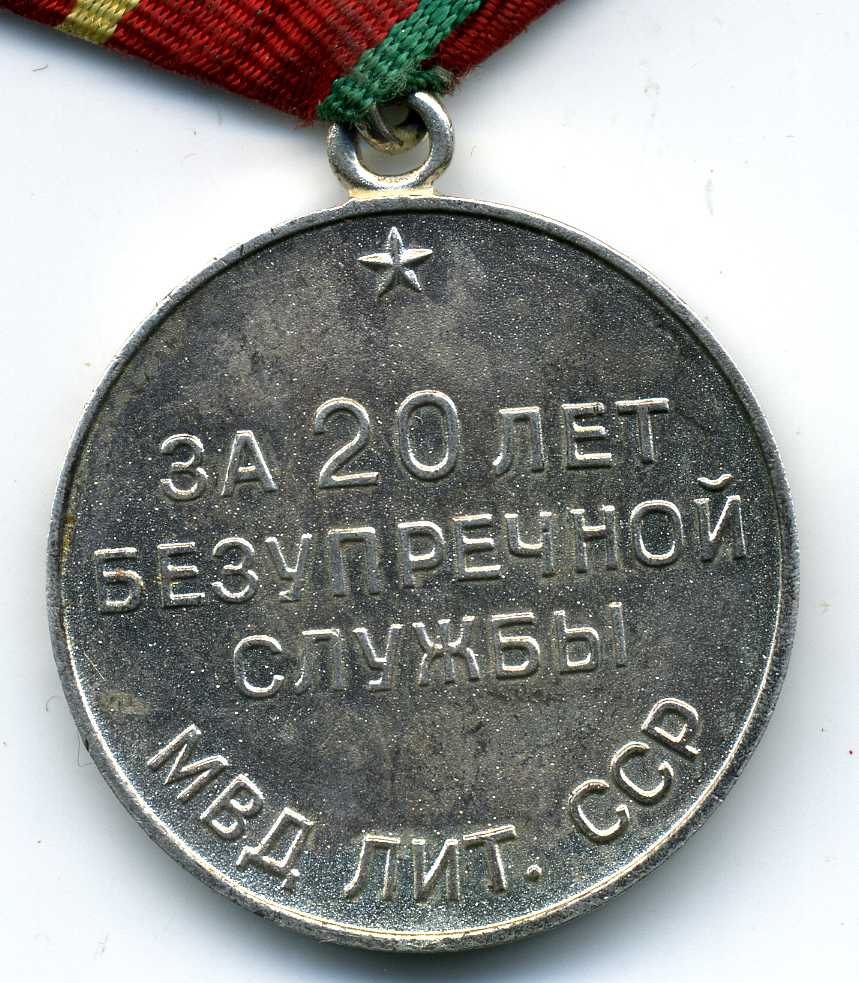 ЗА 20 ЛЕТ
БЕЗУПРЕЧНОЙ
СЛУЖБЫ
МВД ЛИТ. ССР